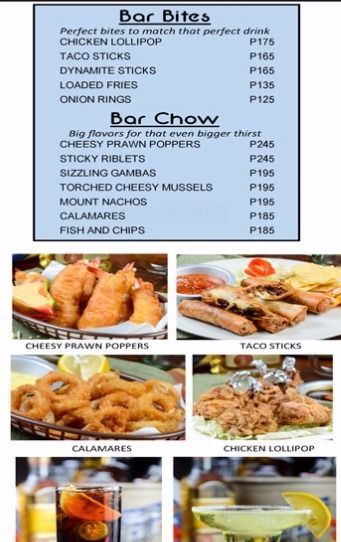 Bar Bites
Perfect bites to match that perfect drink
CHICKEN LOLLIPOP P175
TACO STICKS P165
DYNAMITE STICKS P165
LOADED FRIES P135
ONION RINGS P125
Bar Chow
Big flavors for that even bigger thirst
CHEESY PRAWN POPPERS P245
STICKY RIBLETS P245
SIZZLING GAMBAS P195
TORCHED CHEESY MUSSELS P195
MOUNT NACHOS P195
CALAMARES P185
FISH AND CHIPS P185
CHEESY PRAWN POPPERS
TACO STICKS
CALAMARES
CHICKEN LOLLIPOP